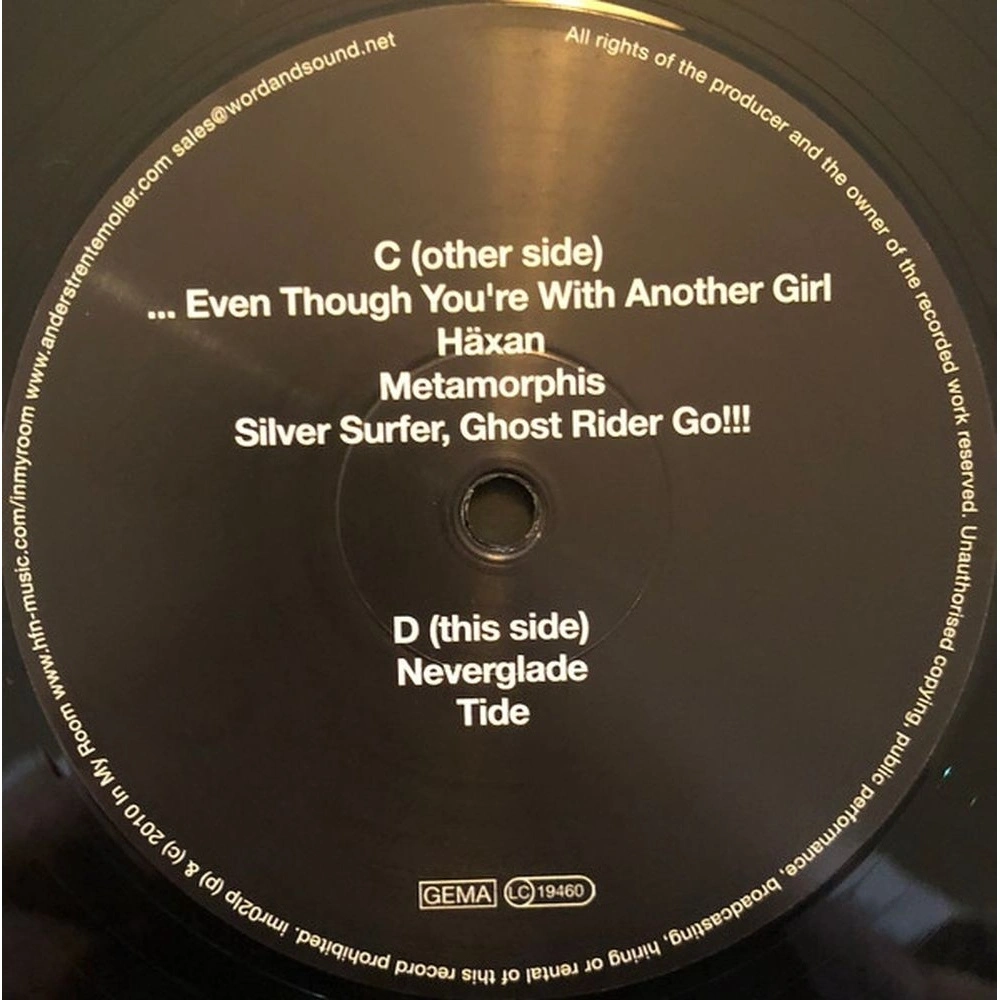 C (other side)
... Even Though You're With Another Girl
Häxan
Metamorphis
Silver Surfer, Ghost Rider Go!!!
D (this side)
Neverglade
Tide
GEMA LC 19460
All rights of the producer and the owner of the recorded work reserved. Unauthorised copying, public performance, broadcasting, hiring or rental of this record prohibited. imr02lp (p) & (c) 2010 In My Room www.hfn-music.com/inmyroom www.anderstrentemoller.com sales@wordandsound.net